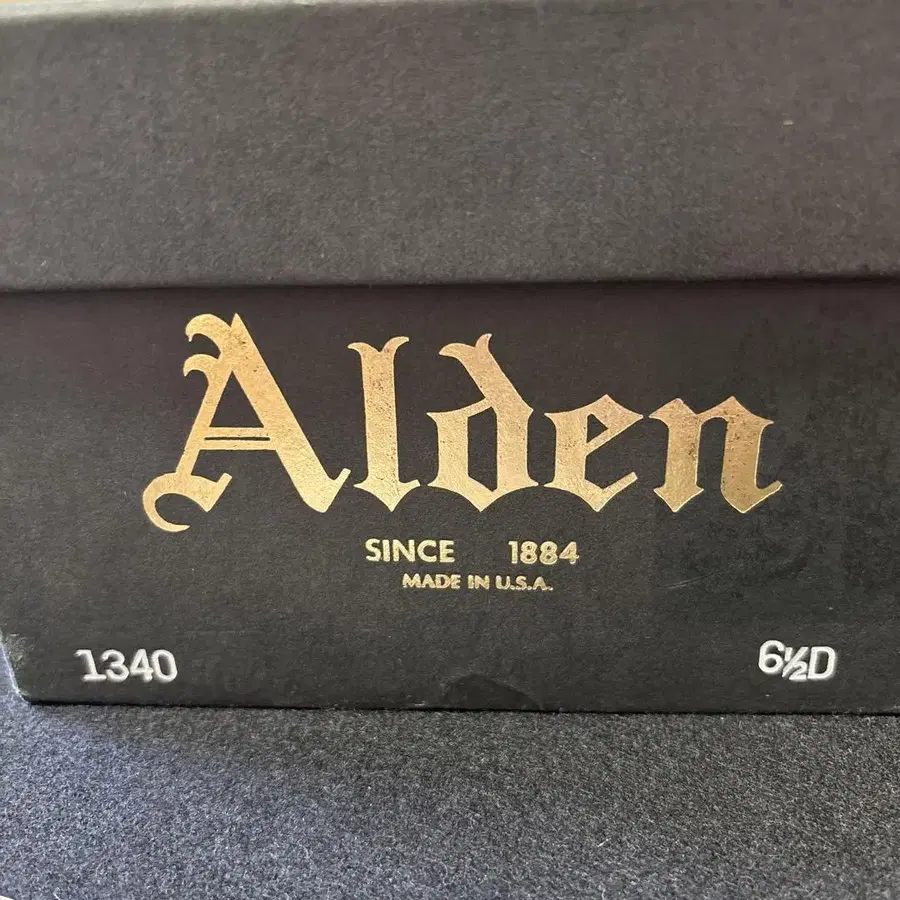 Alden
SINCE 1884
MADE IN U.S.A.
1340 6½D